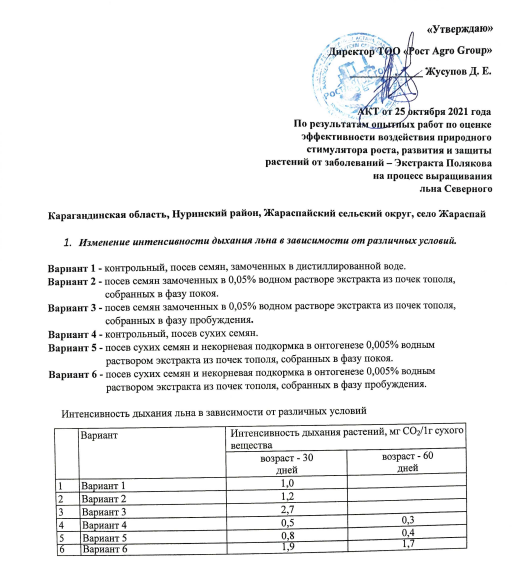 «Утверждаю»
Директор ТОО «Рост Agro Group»
Жусупов Д. Е.
АКТ от 25 октября 2021 года
По результатам опытных работ по оценке
эффективности воздействия природного
стимулятора роста, развития и защиты
растений от заболеваний – Экстракта Полякова
на процесс выращивания
льна Северного
Карагандинская область, Нуринский район, Жараспайский сельский округ, село Жараспай
1. Изменение интенсивности дыхания льна в зависимости от различных условий.
Вариант 1 - контрольный, посев семян, замоченных в дистиллированной воде.
Вариант 2 - посев семян замоченных в 0,05% водном растворе экстракта из почек тополя,
собранных в фазу покоя.
Вариант 3 - посев семян замоченных в 0,05% водном растворе экстракта из почек тополя,
собранных в фазу пробуждения.
Вариант 4 - контрольный, посев сухих семян.
Вариант 5 - посев сухих семян и некорневая подкормка в онтогенезе 0,005% водным
раствором экстракта из почек тополя, собранных в фазу покоя.
Вариант 6 - посев сухих семян и некорневая подкормка в онтогенезе 0,005% водным
раствором экстракта из почек тополя, собранных в фазу пробуждения.
Интенсивность дыхания льна в зависимости от различных условий
Вариант Интенсивность дыхания растений, мг CO₂/1г сухого
вещества
возраст - 30 возраст - 60
дней дней
1 Вариант 1 1,0
2 Вариант 2 1,2
3 Вариант 3 2,7
4 Вариант 4 0,5 0,3
5 Вариант 5 0,8 0,4
6 Вариант 6 1,9 1,7